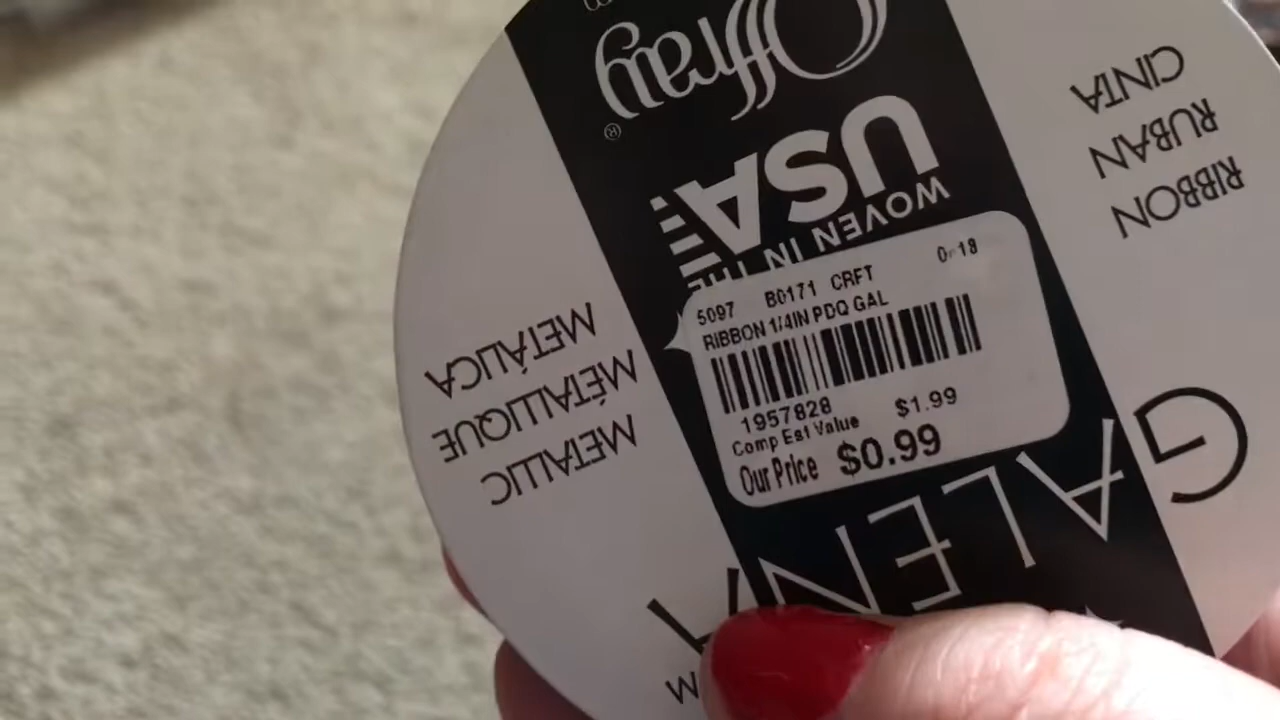 5097 B0171 CRFT
RIBBON 1/4IN PDQ GAL
1957828 $1.99
Comp Est Value
Our Price $0.99
GALENA
METALLIC
MÉTALLIQUE
METÁLICA
RIBBON
RUBAN
CINTA
WOVEN IN THE
USA
Offray®